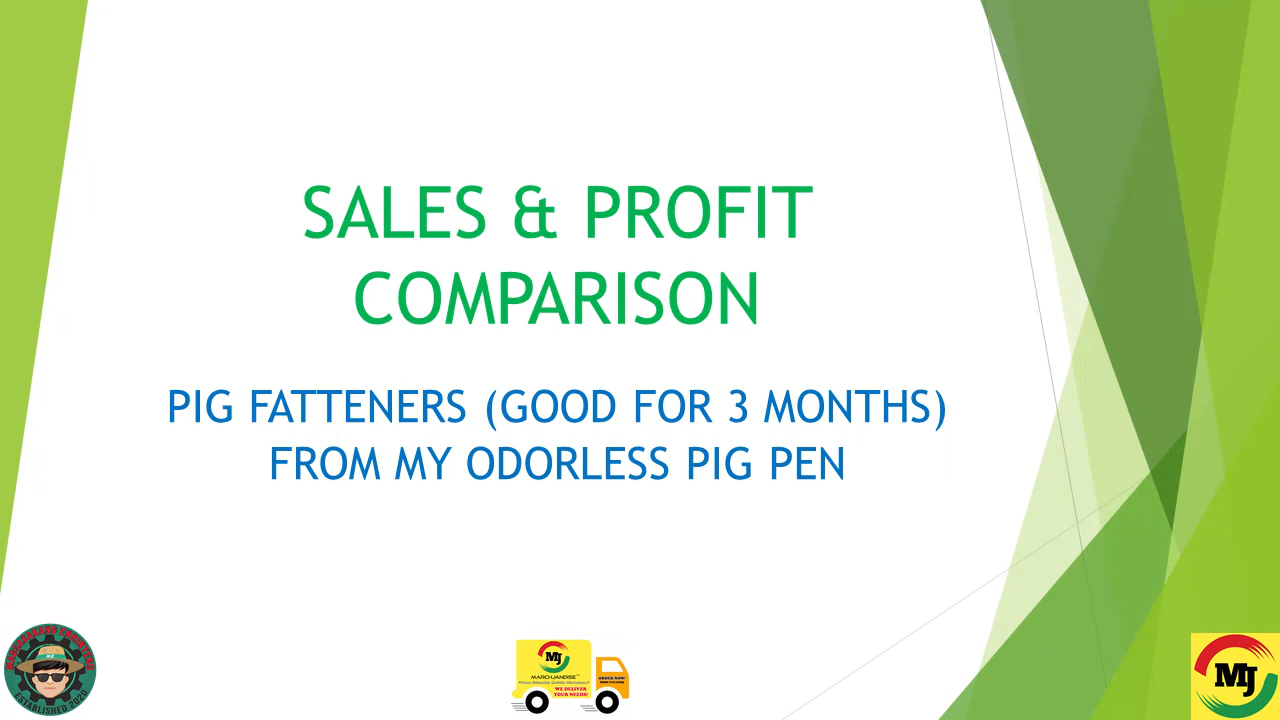 SALES & PROFIT
COMPARISON
PIG FATTENERS (GOOD FOR 3 MONTHS)
FROM MY ODORLESS PIG PEN
ESTABLISHED 2020
MJ
MARCHANDISE
WE DELIVER
YOUR NEEDS!
ORDER NOW!
MJ